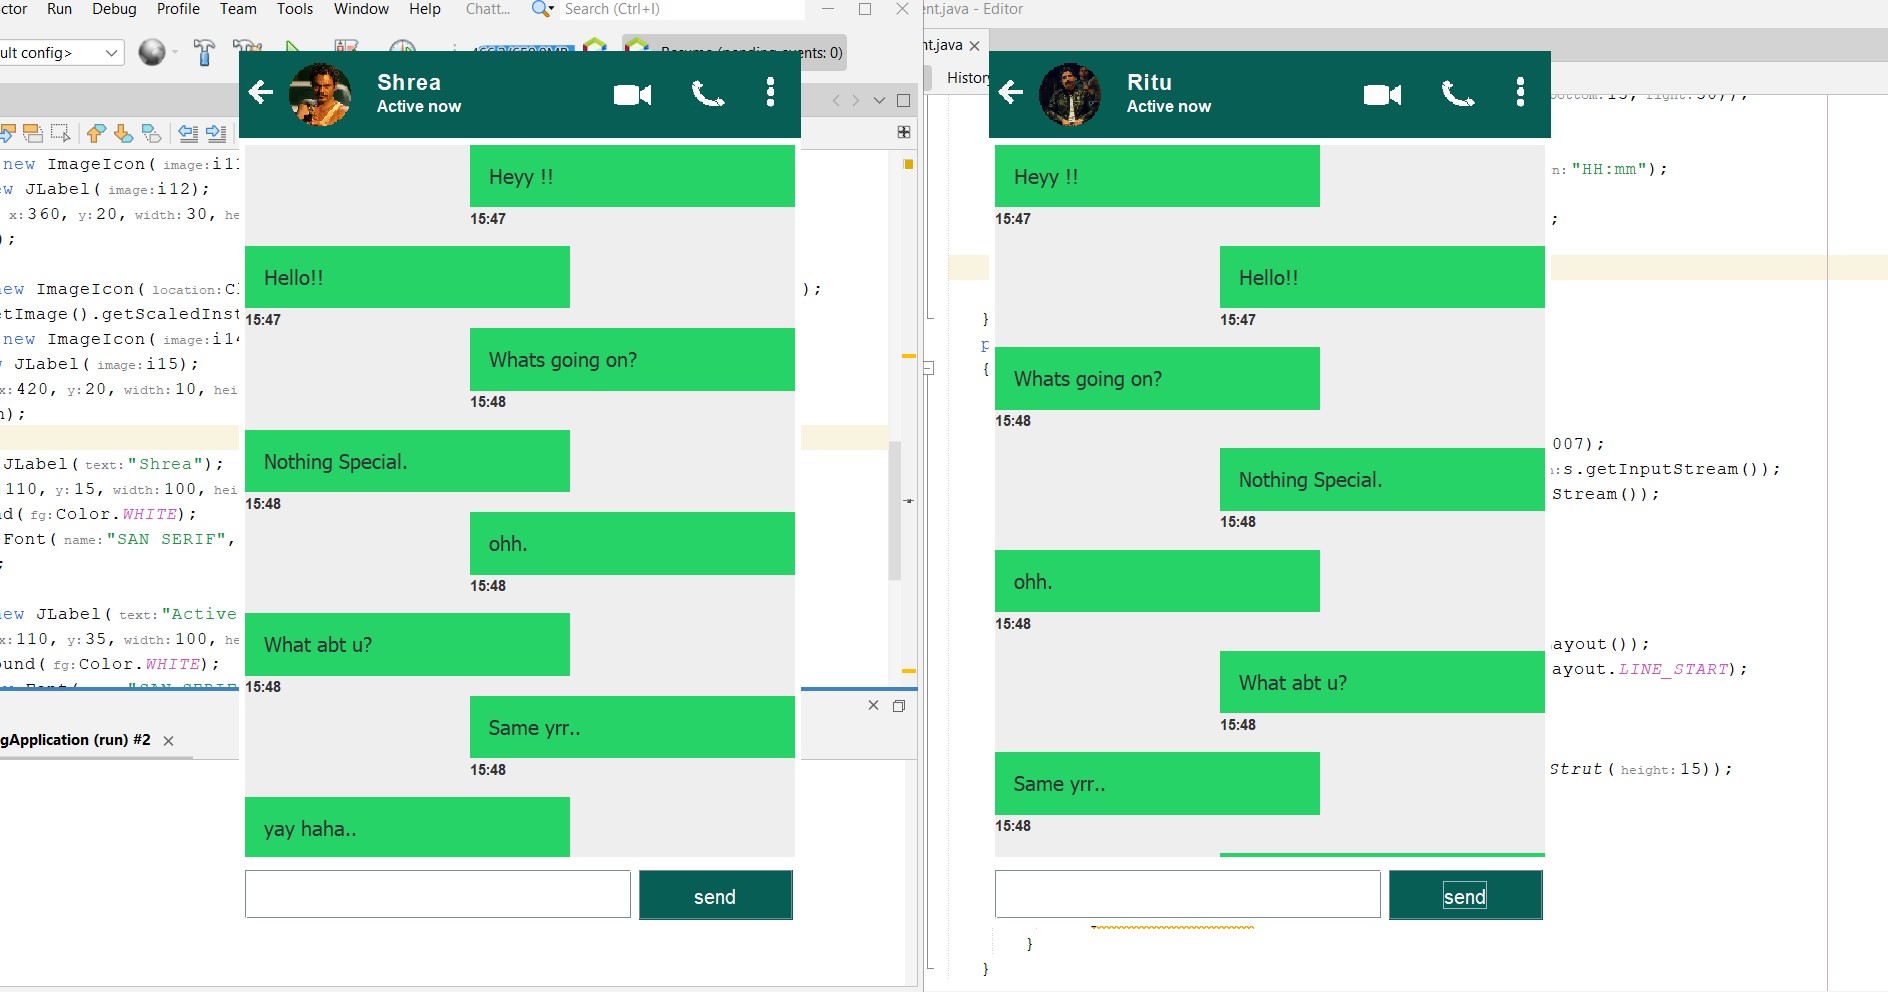 ctor Run Debug Profile Team Tools Window Help Chatt... Search (Ctrl+I)
ult config>
nts: 0)
new ImageIcon( image: i1
w JLabel( image: i12);
x: 360, y: 20, width: 30, he
);
new ImageIcon( location: C
);
tImage().getScaledInst
new ImageIcon( image: i14
JLabel( image: i15);
x: 420, y: 20, width: 10, hei
);
JLabel( text: "Shrea");
110, y: 15, width: 100, hei
d( fg: Color.WHITE);
Font( name: "SAN SERIF",
;
new JLabel( text: "Active
x: 110, y: 35, width: 100, he
und( fg: Color.WHITE);
gApplication (run) #2
Shrea
Active now
Heyy !!
15:47
Hello!!
15:47
Whats going on?
15:48
Nothing Special.
15:48
ohh.
15:48
What abt u?
15:48
Same yrr..
15:48
yay haha..
send
ent.java - Editor
nt.java
History
Ritu
Active now
Heyy !!
15:47
Hello!!
15:47
Whats going on?
15:48
Nothing Special.
15:48
ohh.
15:48
What abt u?
15:48
Same yrr..
15:48
send
n: "HH:mm");
;
}
p
{
007);
s.getInputStream());
Stream());
ayout());
ayout.LINE_START);
Strut( height: 15));
}
}